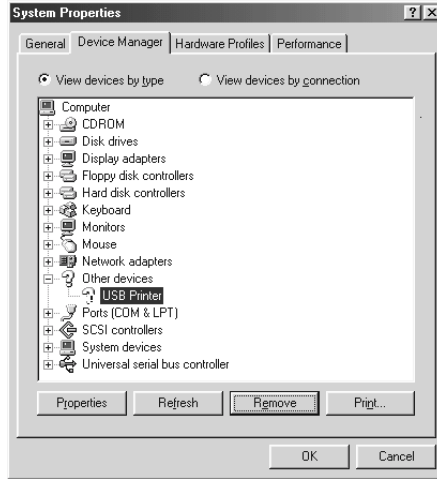 System Properties
General Device Manager Hardware Profiles Performance
View devices by type View devices by connection
Computer
CDROM
Disk drives
Display adapters
Floppy disk controllers
Hard disk controllers
Keyboard
Monitors
Mouse
Network adapters
Other devices
USB Printer
Ports (COM & LPT)
SCSI controllers
System devices
Universal serial bus controller
Properties Refresh Remove Print...
OK Cancel